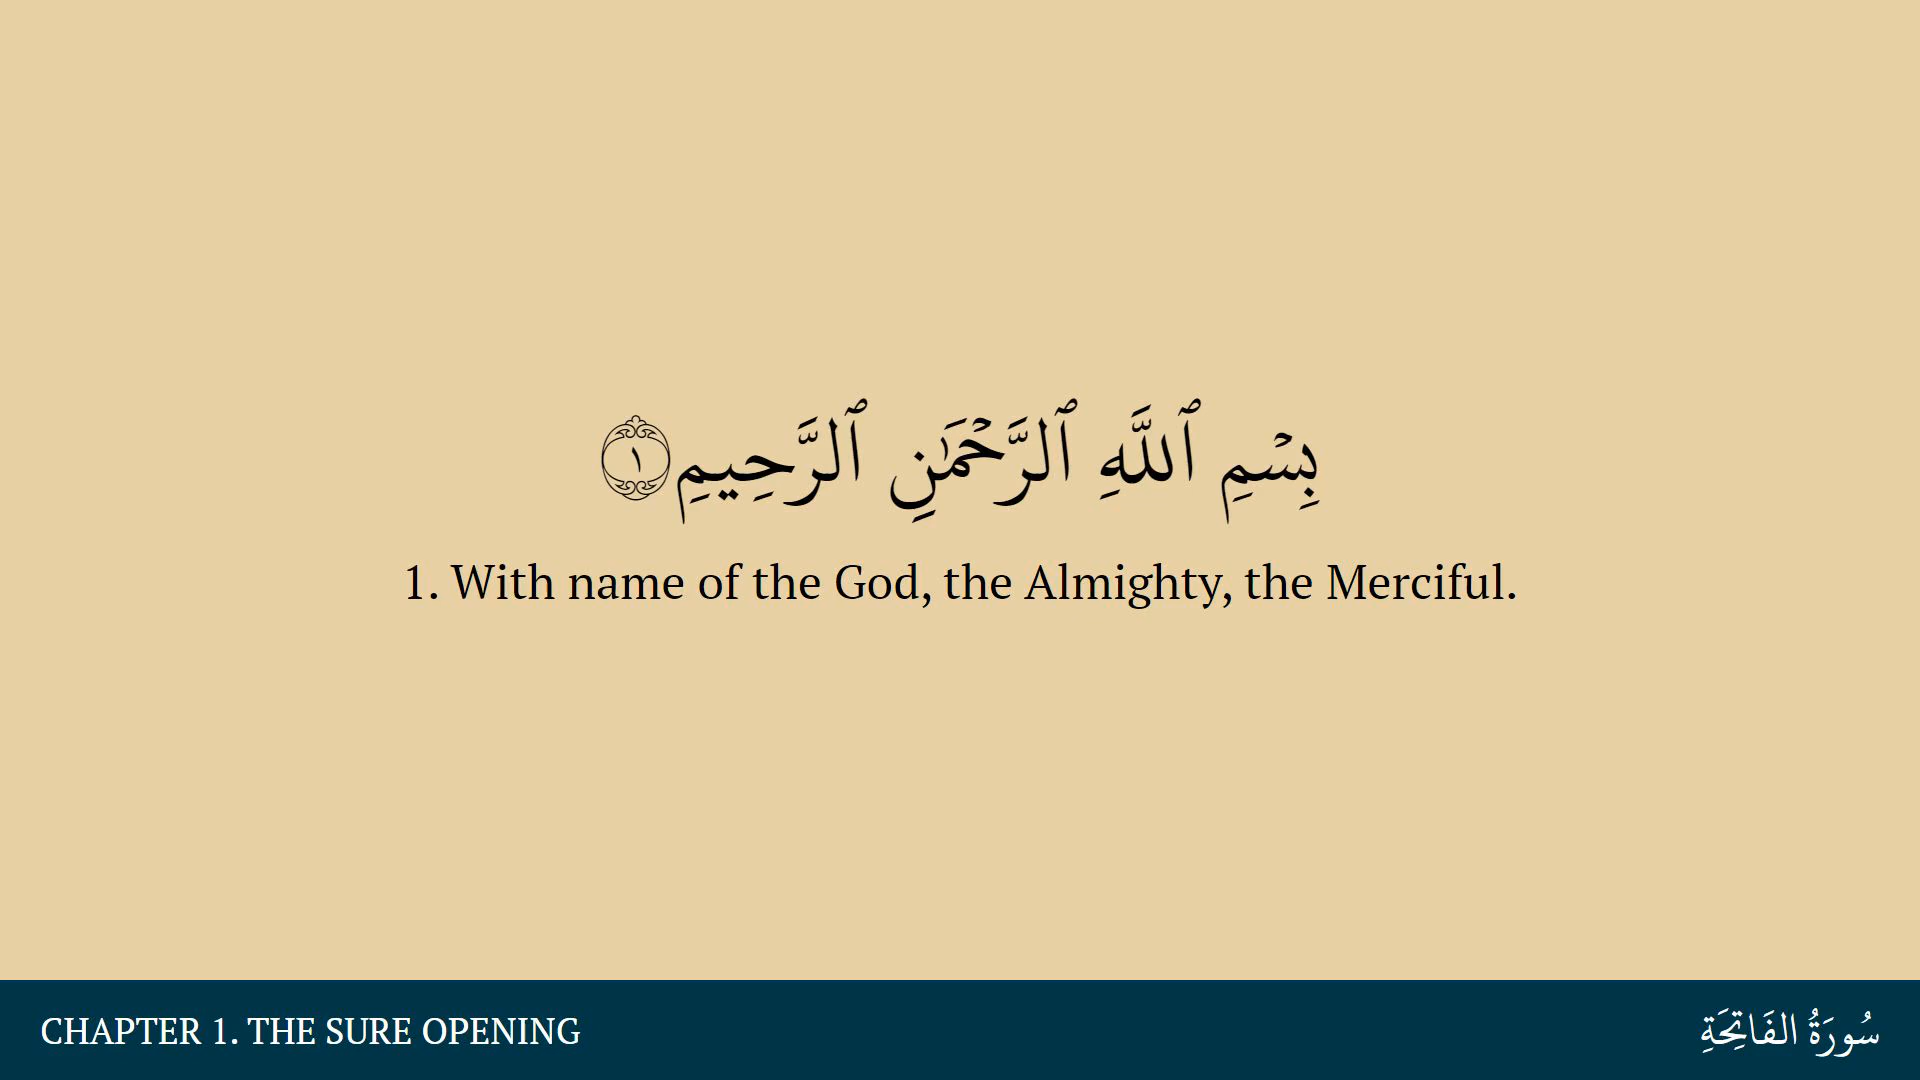 بِسۡمِ ٱللَّهِ ٱلرَّحۡمَٰنِ ٱلرَّحِيمِ ١
1. With name of the God, the Almighty, the Merciful.
CHAPTER 1. THE SURE OPENING
سُورَةُ الفَاتِحَةِ